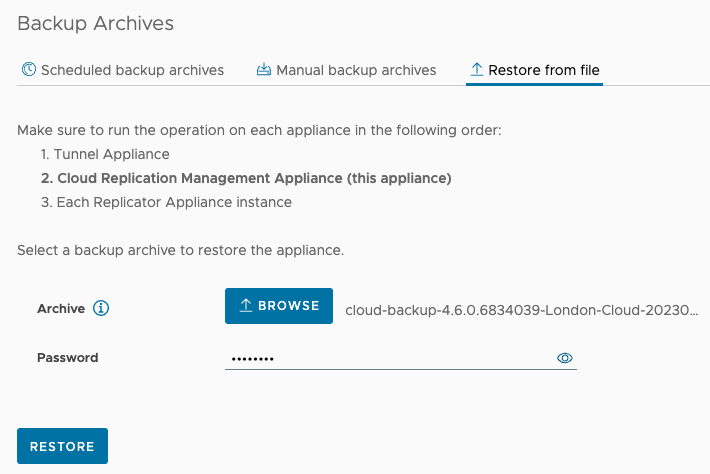 Backup Archives
Scheduled backup archives Manual backup archives Restore from file
Make sure to run the operation on each appliance in the following order:
1. Tunnel Appliance
2. Cloud Replication Management Appliance (this appliance)
3. Each Replicator Appliance instance
Select a backup archive to restore the appliance.
Archive BROWSE cloud-backup-4.6.0.6834039-London-Cloud-20230...
Password ••••••••
RESTORE